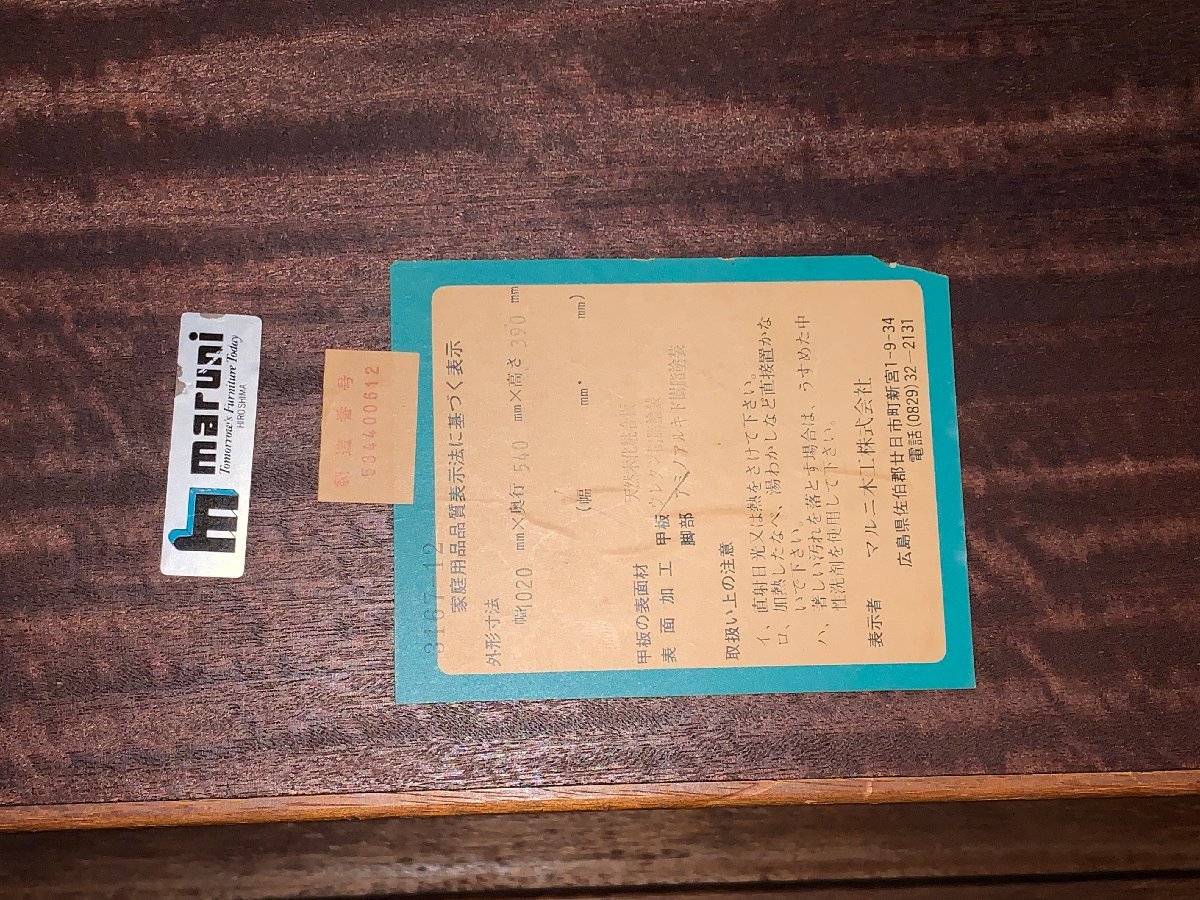 maruni
Tomorrow's Furniture Today
HIROSHIMA
製造番号
504400612
3167-12
家庭用品品質表示法に基づく表示
外形寸法
幅1020 mm×奥行540 mm×高さ390 mm
(幅 mm・ mm)
甲板の表面材 天然木化粧合板
表面加工 甲板 ウレタン樹脂塗装
脚部 アミノアルキド樹脂塗装
取扱い上の注意
イ、直射日光又は熱をさけて下さい。
ロ、加熱したなべ、湯わかしなど直接置かな
いで下さい。
ハ、著しい汚れを落とす場合は、うすめた中
性洗剤を使用して下さい。
表示者 マルニ木工株式会社
広島県佐伯郡廿日市町新宮1-9-34
電話(0829)32-2131